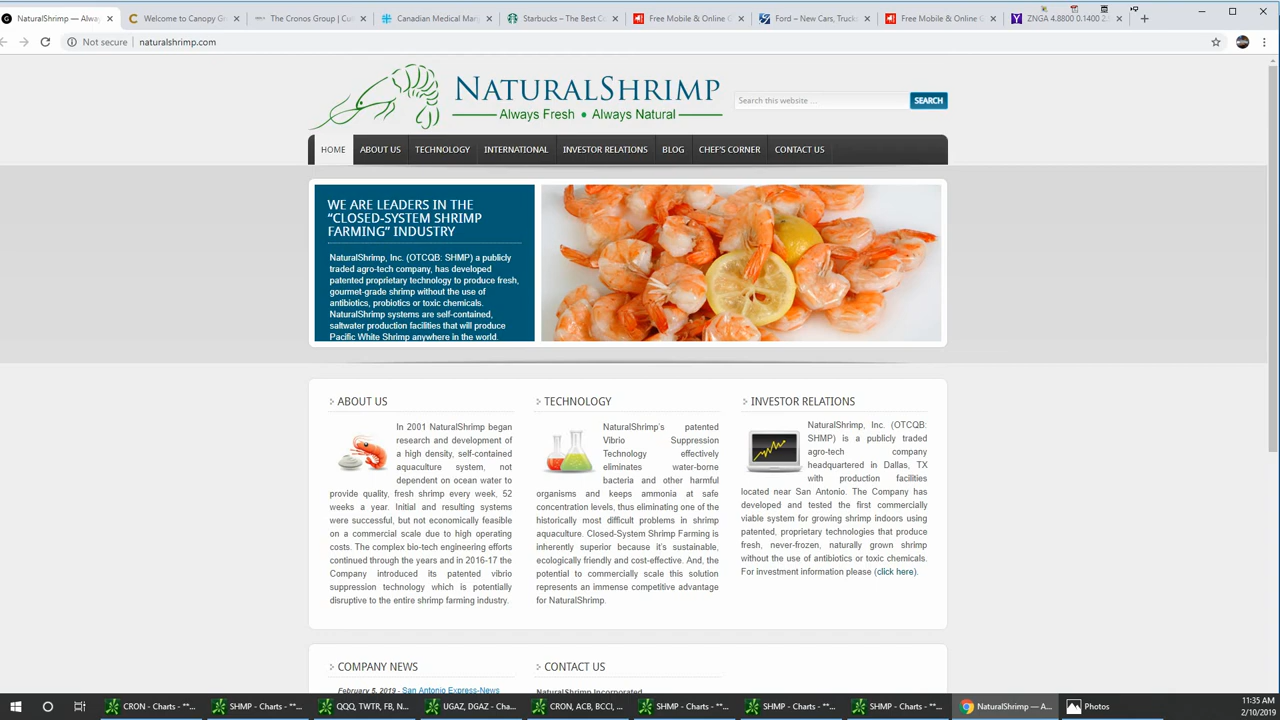 NaturalShrimp — Alway
Welcome to Canopy Gr
The Cronos Group | Cu
Canadian Medical Mar
Starbucks – The Best C
Free Mobile & Online G
Ford – New Cars, Truck
Free Mobile & Online G
ZNGA 4.8800 0.1400 2.
Not secure | naturalshrimp.com
NATURALSHRIMP
Always Fresh • Always Natural
Search this website …
SEARCH
HOME
ABOUT US
TECHNOLOGY
INTERNATIONAL
INVESTOR RELATIONS
BLOG
CHEF'S CORNER
CONTACT US
WE ARE LEADERS IN THE
“CLOSED-SYSTEM SHRIMP
FARMING” INDUSTRY
NaturalShrimp, Inc. (OTCQB: SHMP) a publicly
traded agro-tech company, has developed
patented proprietary technology to produce fresh,
gourmet-grade shrimp without the use of
antibiotics, probiotics or toxic chemicals.
NaturalShrimp systems are self-contained,
saltwater production facilities that will produce
Pacific White Shrimp anywhere in the world.
ABOUT US
In 2001 NaturalShrimp began
research and development of
a high density, self-contained
aquaculture system, not
dependent on ocean water to
provide quality, fresh shrimp every week, 52
weeks a year. Initial and resulting systems
were successful, but not economically feasible
on a commercial scale due to high operating
costs. The complex bio-tech engineering efforts
continued through the years and in 2016-17 the
Company introduced its patented vibrio
suppression technology which is potentially
disruptive to the entire shrimp farming industry.
TECHNOLOGY
NaturalShrimp's patented
Vibrio Suppression
Technology effectively
eliminates water-borne
bacteria and other harmful
organisms and keeps ammonia at safe
concentration levels, thus eliminating one of the
historically most difficult problems in shrimp
aquaculture. Closed-System Shrimp Farming is
inherently superior because it's sustainable,
ecologically friendly and cost-effective. And, the
potential to commercially scale this solution
represents an immense competitive advantage
for NaturalShrimp.
INVESTOR RELATIONS
NaturalShrimp, Inc. (OTCQB:
SHMP) is a publicly traded
agro-tech company
headquartered in Dallas, TX
with production facilities
located near San Antonio. The Company has
developed and tested the first commercially
viable system for growing shrimp indoors using
patented, proprietary technologies that produce
fresh, never-frozen, naturally grown shrimp
without the use of antibiotics or toxic chemicals.
For investment information please (click here).
COMPANY NEWS
February 5, 2019 - San Antonio Express-News
CONTACT US
NaturalShrimp Incorporated
CRON - Charts - **...
SHMP - Charts - **...
QQQ, TWTR, FB, N...
UGAZ, DGAZ - Cha...
CRON, ACB, BCCI, ...
SHMP - Charts - **...
SHMP - Charts - **...
SHMP - Charts - **...
NaturalShrimp — A...
Photos
11:35 AM
2/10/2019